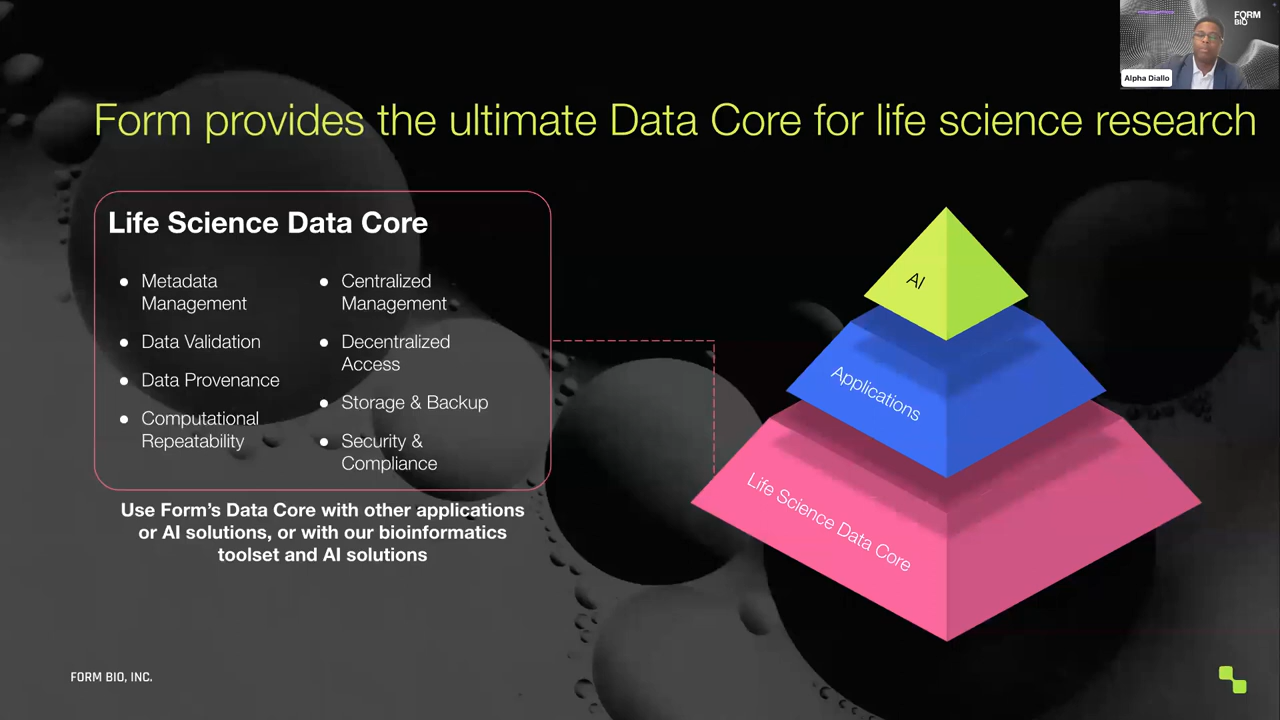 FORM
BIO
Alpha Diallo
Form provides the ultimate Data Core for life science research
Life Science Data Core
Metadata
Management
Data Validation
Data Provenance
Computational
Repeatability
Centralized
Management
Decentralized
Access
Storage & Backup
Security &
Compliance
Use Form’s Data Core with other applications
or AI solutions, or with our bioinformatics
toolset and AI solutions
AI
Applications
Life Science Data Core
FORM BIO, INC.